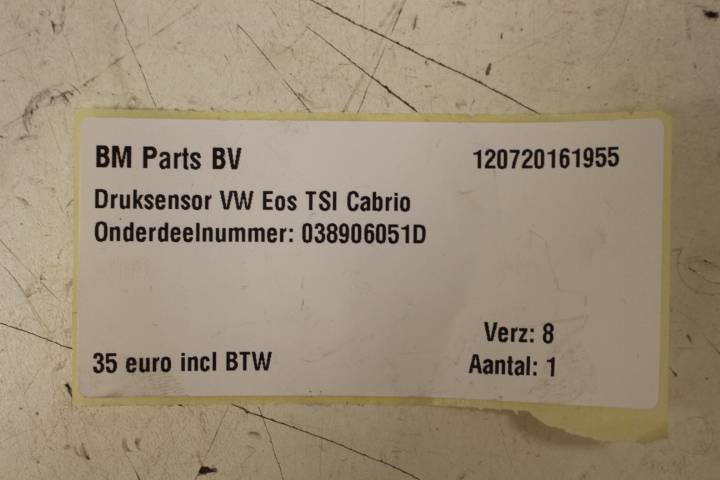 BM Parts BV 120720161955
Druksensor VW Eos TSI Cabrio
Onderdeelnummer: 038906051D
Verz: 8
35 euro incl BTW Aantal: 1